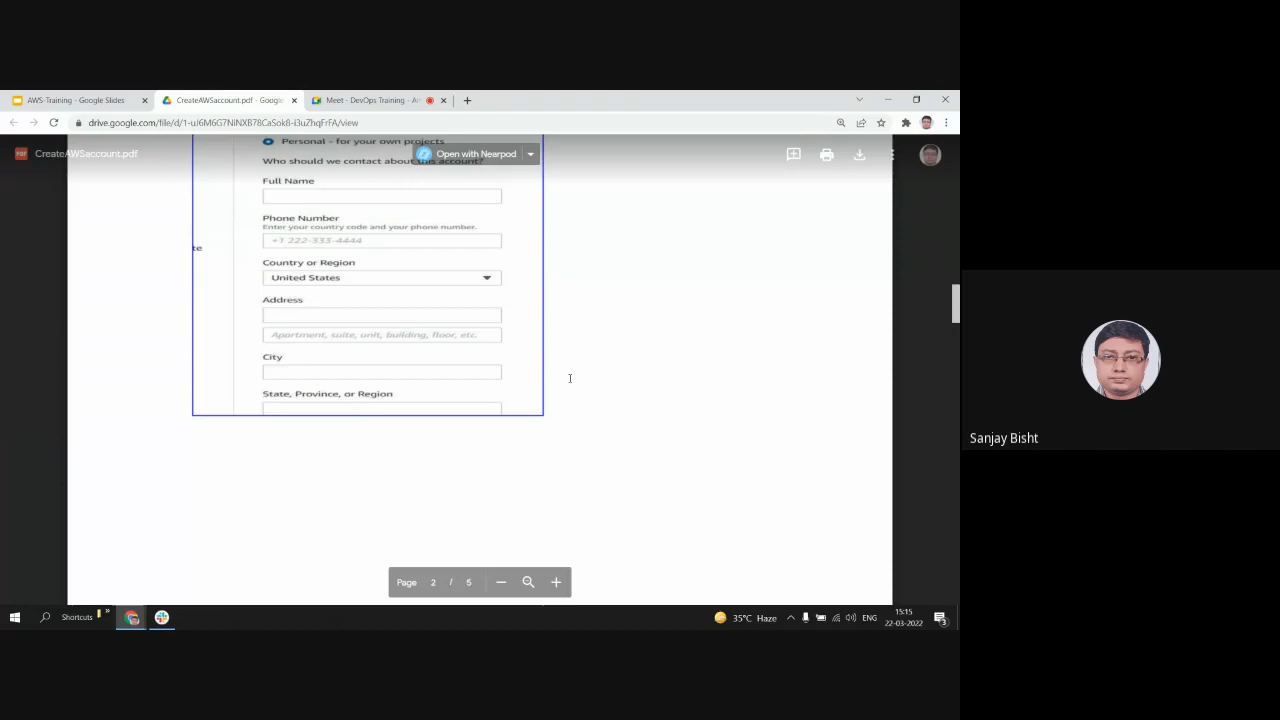 AWS-Training - Google Slides
CreateAWSaccount.pdf - Google
Meet - DevOps Training -
drive.google.com/file/d/1-uJ6M6G7NiNXB78CaSok8-i3uZhqFrFA/view
PDF CreateAWSaccount.pdf
Open with Nearpod
Personal - for your own projects
Who should we contact about this account?
Full Name
Phone Number
Enter your country code and your phone number.
+1 222-333-4444
te
Country or Region
United States
Address
Apartment, suite, unit, building, floor, etc.
City
State, Province, or Region
Sanjay Bisht
Page 2 / 5
Shortcuts
35°C Haze
ENG
15:15
22-03-2022
3